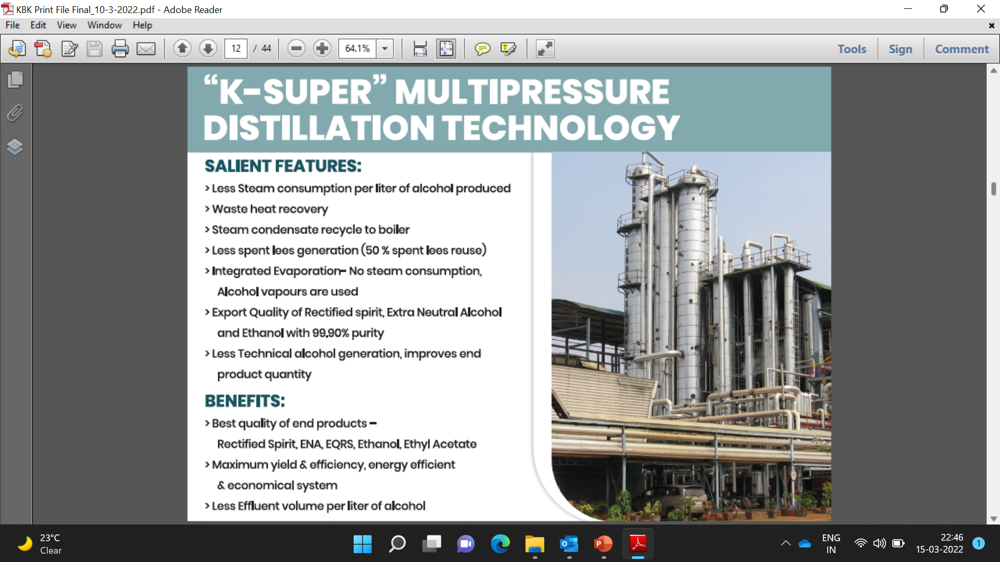 KBK Print File Final_10-3-2022.pdf - Adobe Reader
File Edit View Window Help
12 / 44 64.1% Tools Sign Comment
“K-SUPER” MULTIPRESSURE
DISTILLATION TECHNOLOGY
SALIENT FEATURES:
> Less Steam consumption per liter of alcohol produced
> Waste heat recovery
> Steam condensate recycle to boiler
> Less spent lees generation (50 % spent lees reuse)
> Integrated Evaporation- No steam consumption,
Alcohol vapours are used
> Export Quality of Rectified spirit, Extra Neutral Alcohol
and Ethanol with 99.90% purity
> Less Technical alcohol generation, improves end
product quantity
BENEFITS:
> Best quality of end products -
Rectified Spirit, ENA, EQRS, Ethanol, Ethyl Acetate
> Maximum yield & efficiency, energy efficient
& economical system
> Less Effluent volume per liter of alcohol
23°C
Clear
ENG
IN
22:46
15-03-2022
1